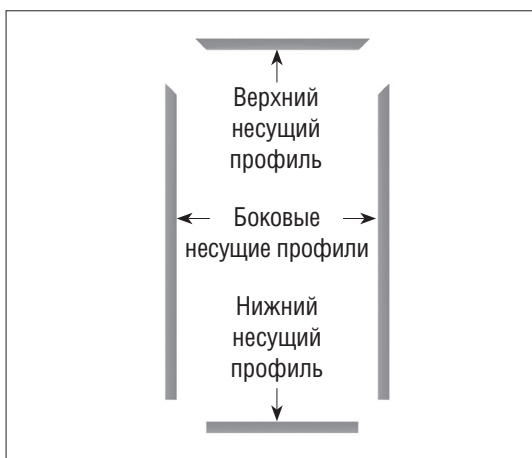 Верхний
несущий
профиль
Боковые
несущие профили
Нижний
несущий
профиль